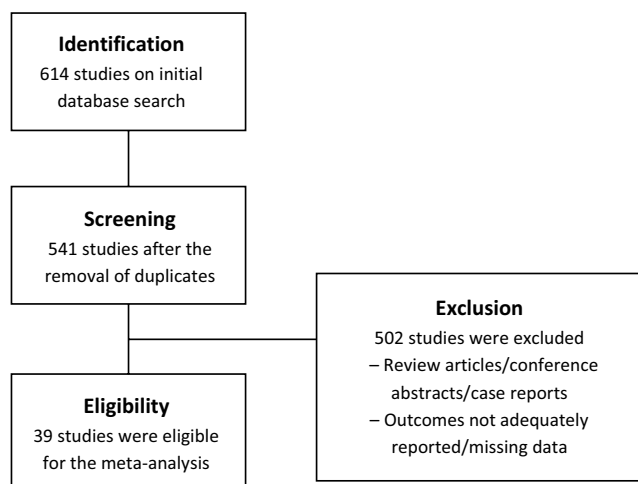 Identification
614 studies on initial
database search
Screening
541 studies after the
removal of duplicates
Exclusion
502 studies were excluded
– Review articles/conference
abstracts/case reports
– Outcomes not adequately
reported/missing data
Eligibility
39 studies were eligible
for the meta-analysis